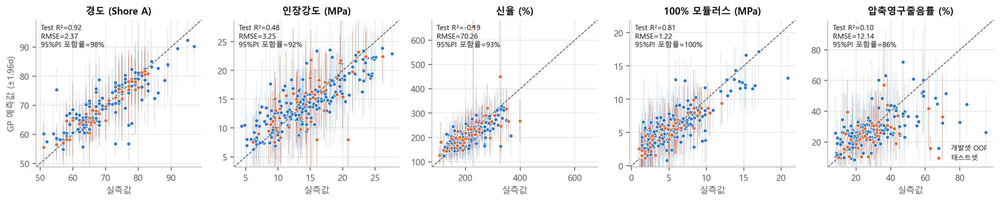 경도 (Shore A)
Test R²=0.92
RMSE=2.37
95%PI 포함률=98%
GP 예측값 (±1.96σ)
90
80
70
60
50
50 60 70 80 90
실측값
인장강도 (MPa)
Test R²=0.48
RMSE=3.25
95%PI 포함률=92%
25
20
15
10
5
5 10 15 20 25
실측값
신율 (%)
Test R²=-0.19
RMSE=70.26
95%PI 포함률=93%
600
500
400
300
200
100
200 400 600
실측값
100% 모듈러스 (MPa)
Test R²=0.81
RMSE=1.22
95%PI 포함률=100%
20
15
10
5
0
0 5 10 15 20
실측값
압축영구줄음률 (%)
Test R²=0.10
RMSE=12.14
95%PI 포함률=86%
80
60
40
20
20 40 60 80
실측값
개발셋 OOF
테스트셋